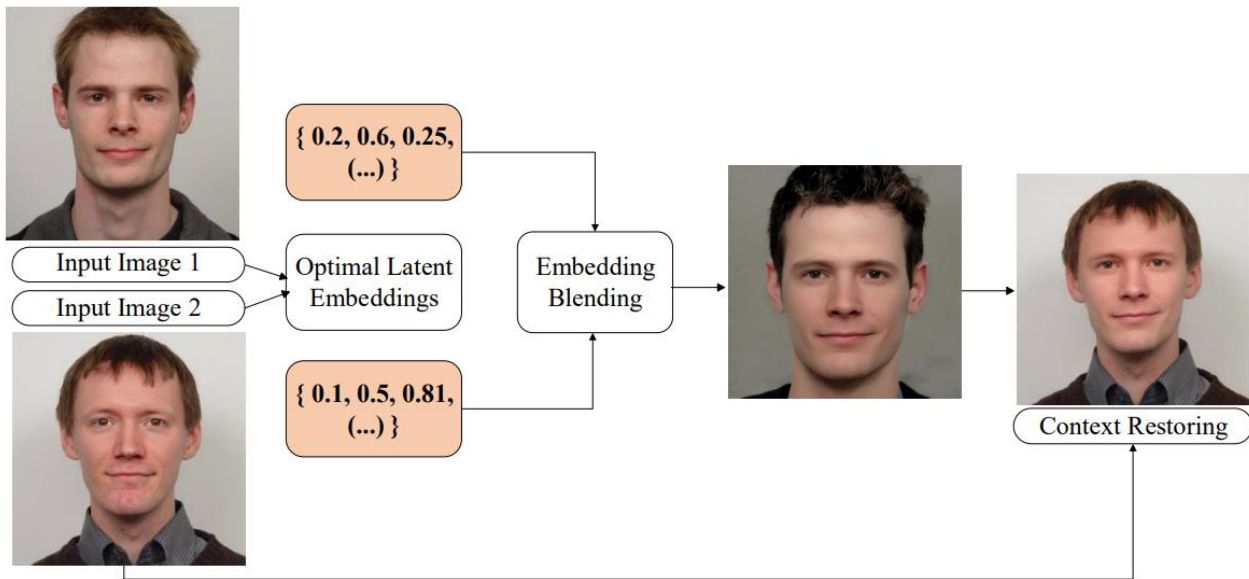 { 0.2, 0.6, 0.25,
(...) }
Input Image 1
Input Image 2
Optimal Latent
Embeddings
Embedding
Blending
{ 0.1, 0.5, 0.81,
(...) }
Context Restoring